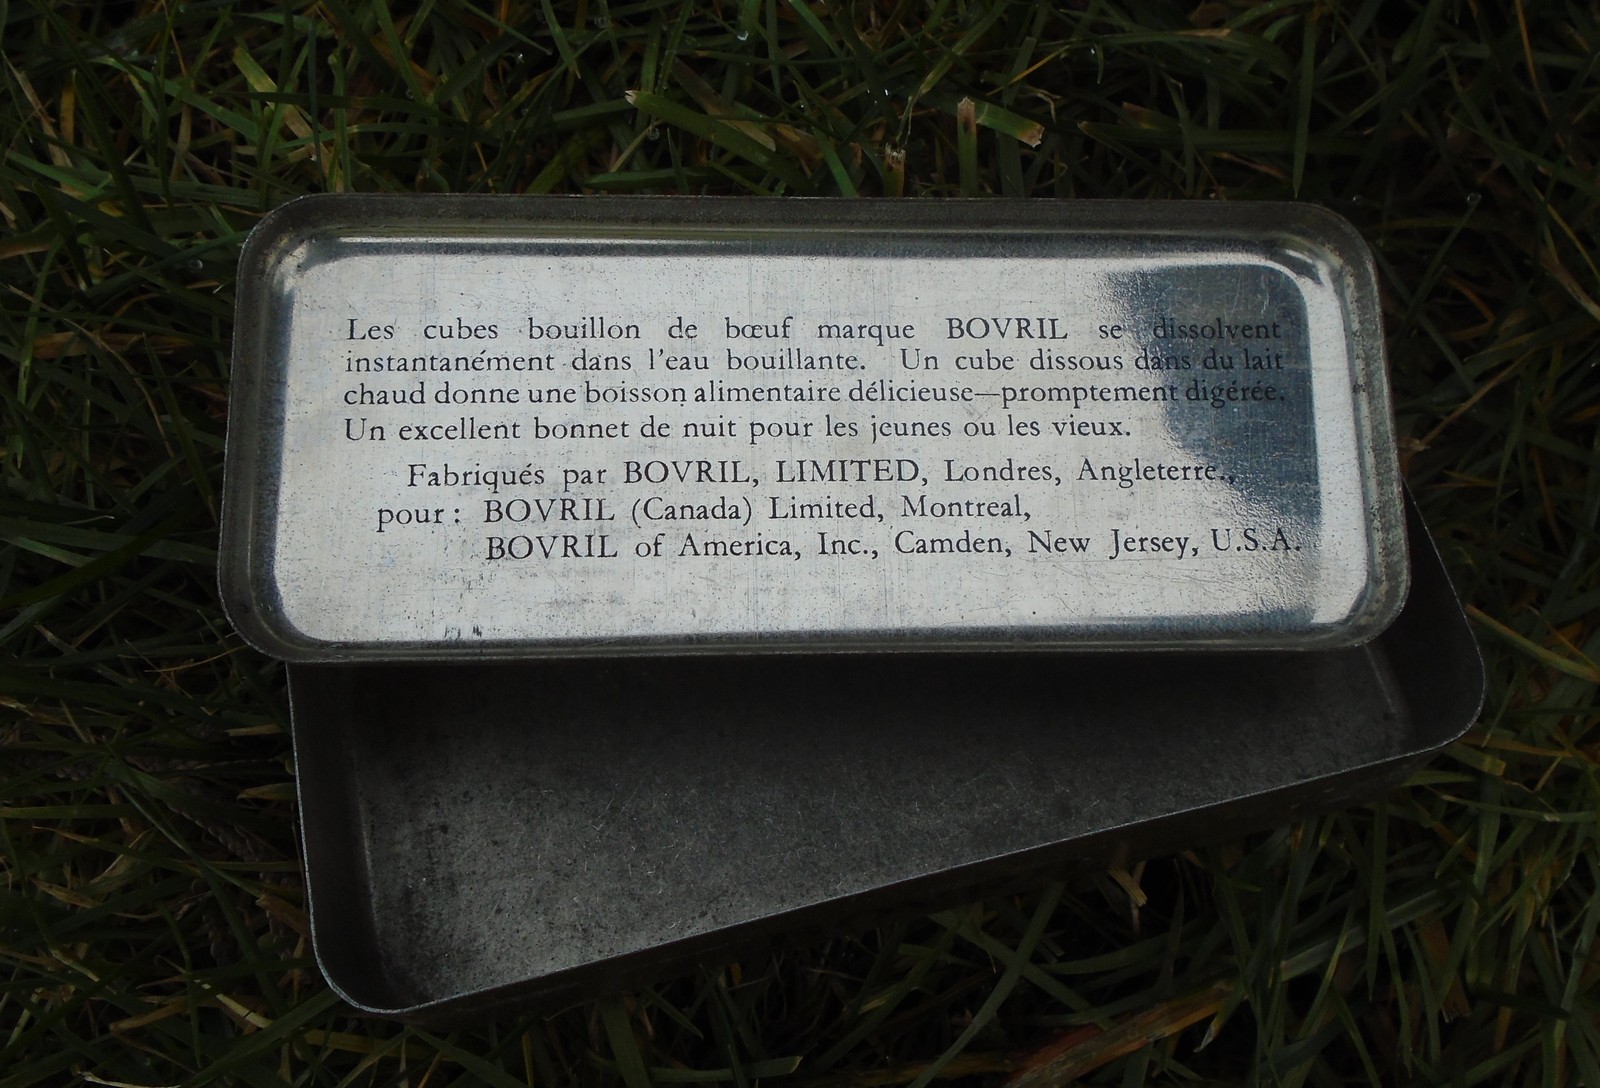 Les cubes bouillon de bœuf marque BOVRIL se dissolvent
instantanément dans l'eau bouillante. Un cube dissous dans du lait
chaud donne une boisson alimentaire délicieuse—promptement digérée.
Un excellent bonnet de nuit pour les jeunes ou les vieux.
Fabriqués par BOVRIL, LIMITED, Londres, Angleterre.,
pour : BOVRIL (Canada) Limited, Montreal,
BOVRIL of America, Inc., Camden, New Jersey, U.S.A.